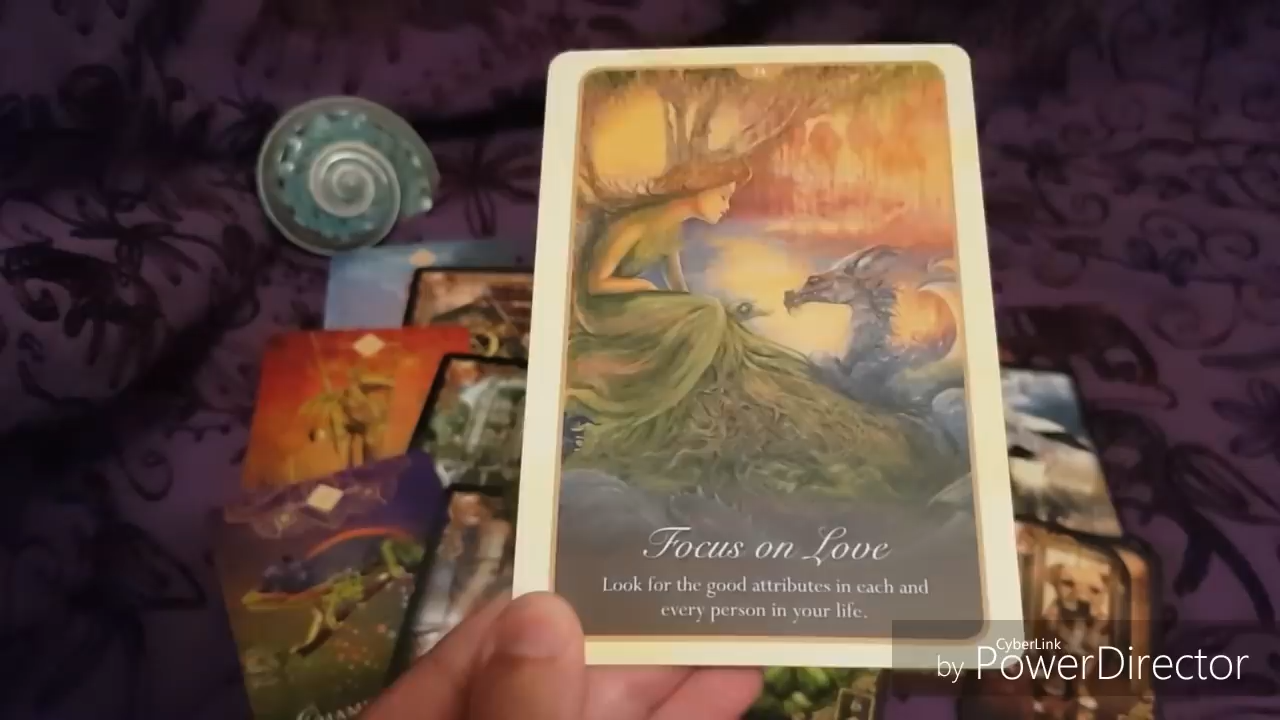 Focus on Love
Look for the good attributes in each and
every person in your life.
CyberLink
by PowerDirector